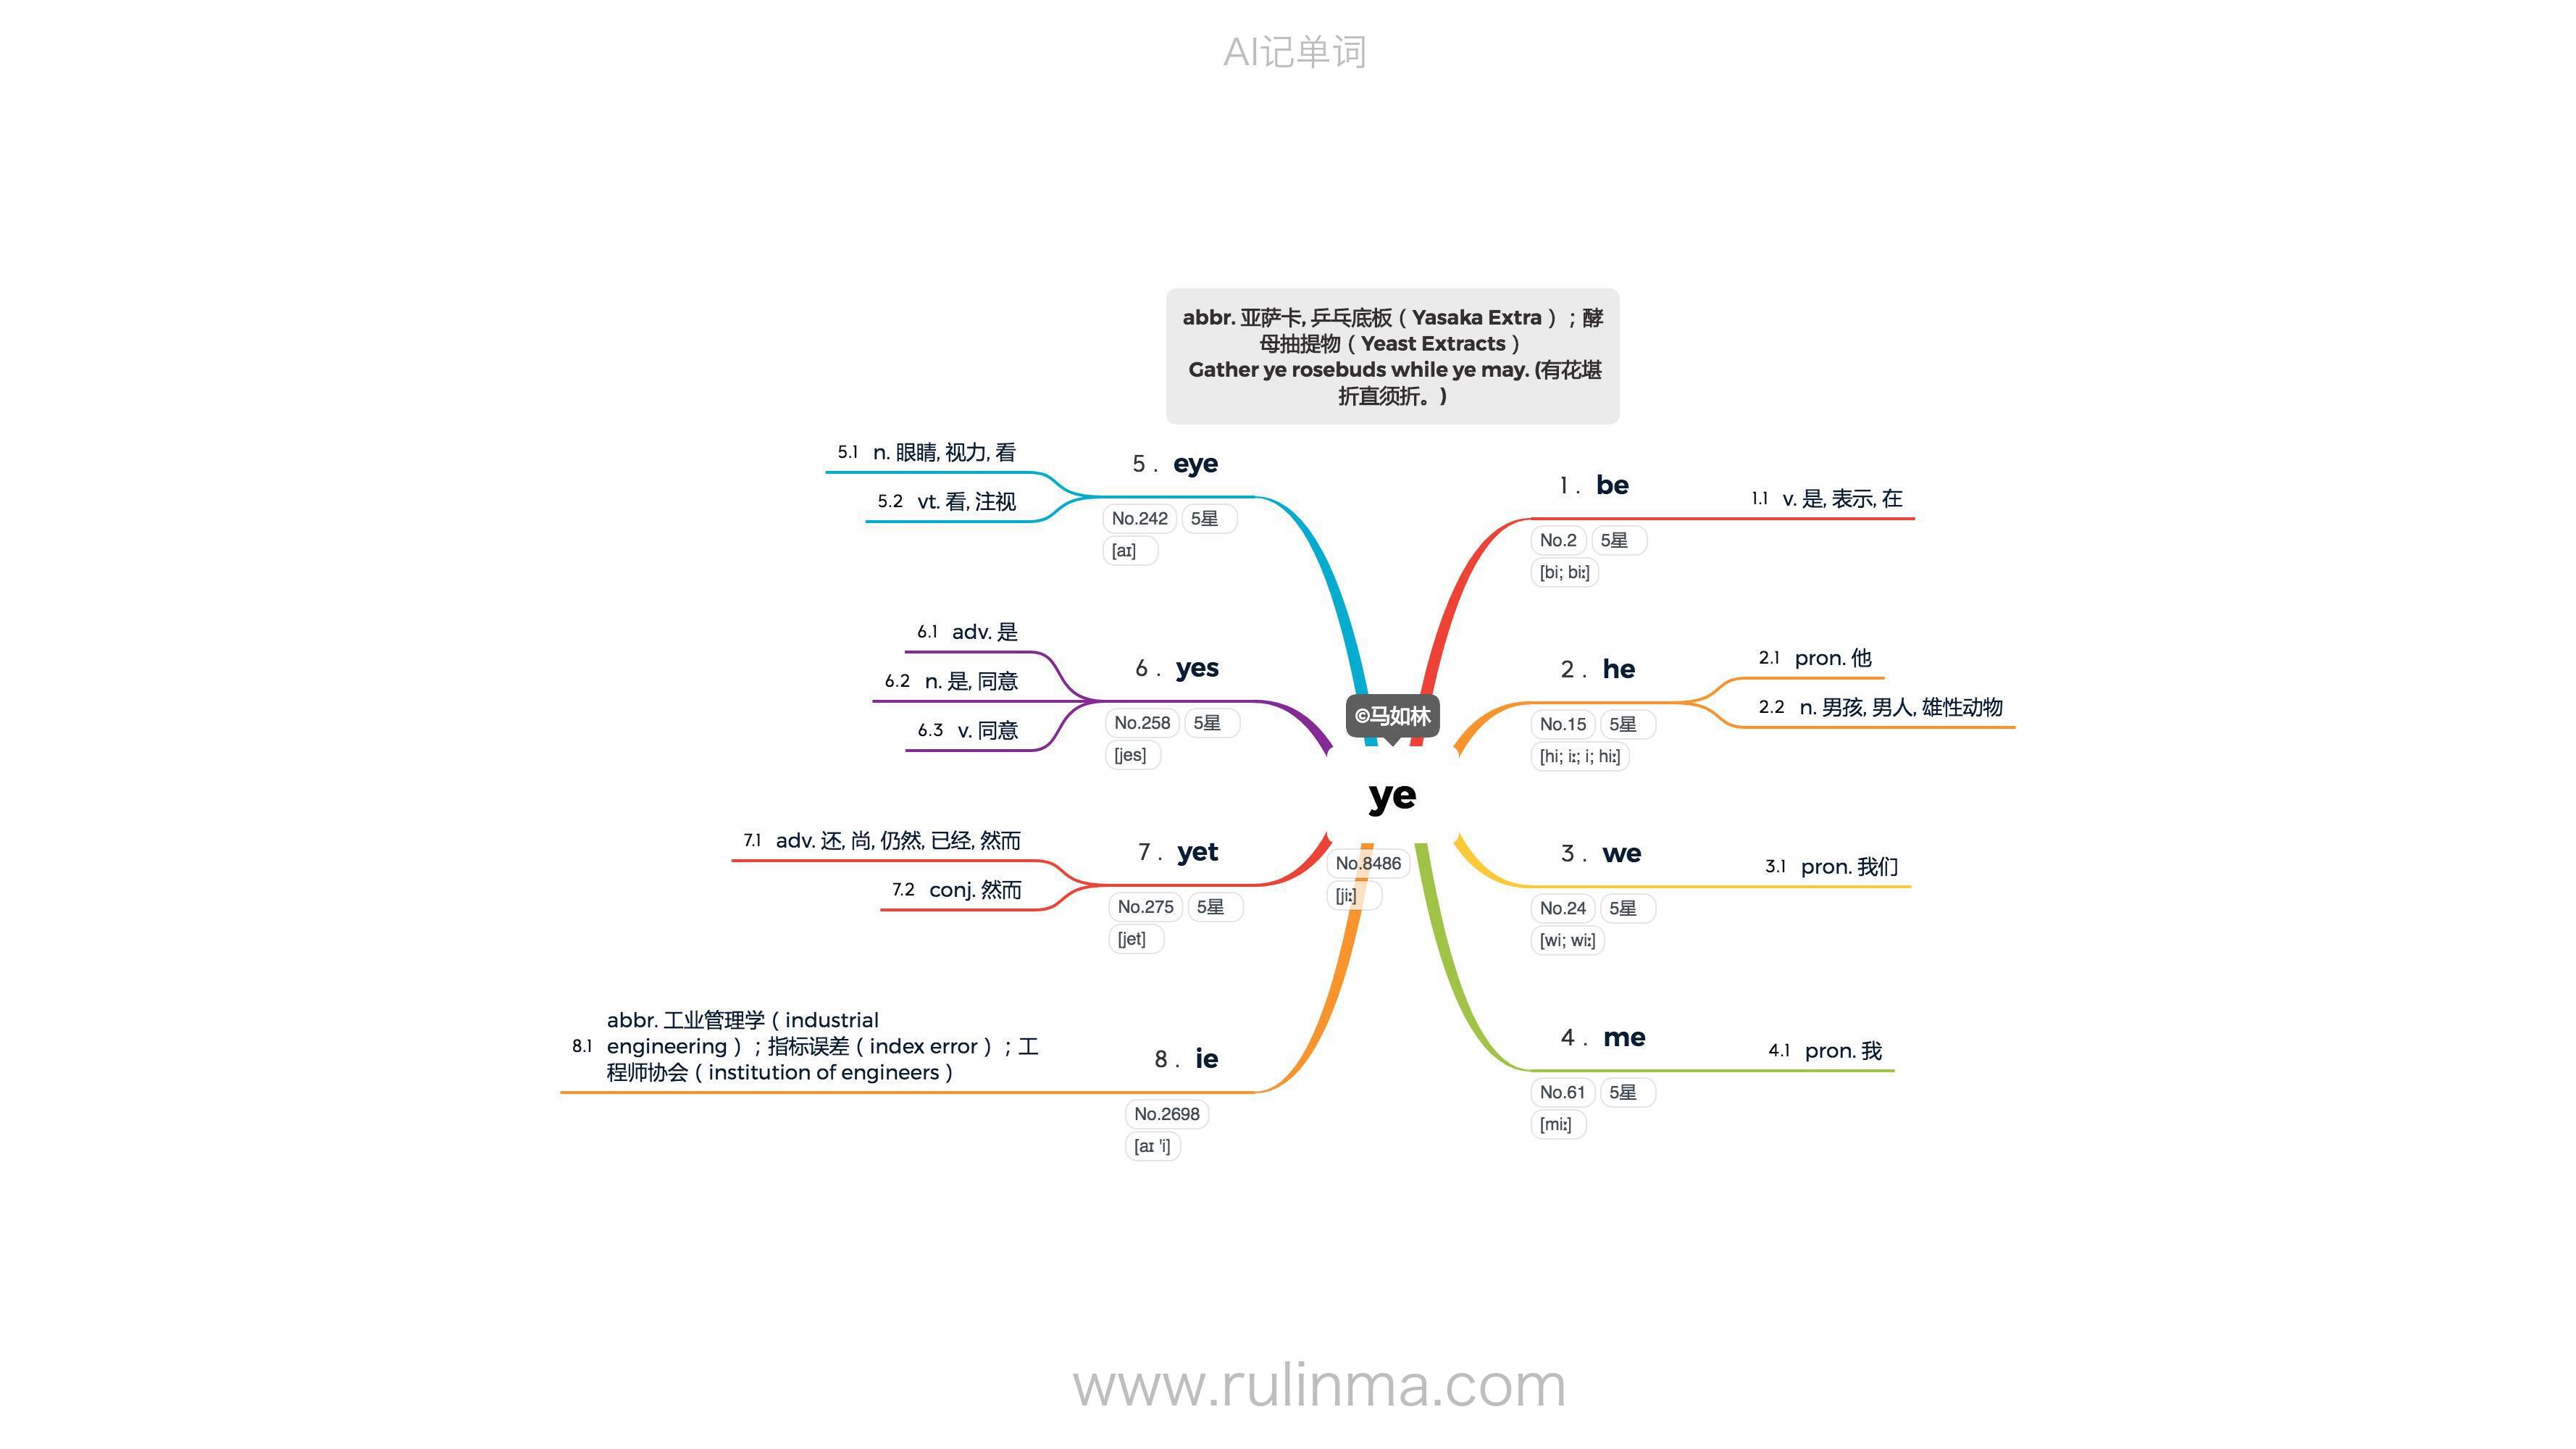 AI记单词
abbr. 亚萨卡, 乒乓底板（Yasaka Extra）；酵
母抽提物（Yeast Extracts）
Gather ye rosebuds while ye may. (有花堪
折直须折。)
©马如林
ye
No.8486
[jiː]
1 . be
No.2 5星
[bi; biː]
1.1 v. 是, 表示, 在
2 . he
No.15 5星
[hi; iː; i; hiː]
2.1 pron. 他
2.2 n. 男孩, 男人, 雄性动物
3 . we
No.24 5星
[wi; wiː]
3.1 pron. 我们
4 . me
No.61 5星
[miː]
4.1 pron. 我
5 . eye
No.242 5星
[aɪ]
5.1 n. 眼睛, 视力, 看
5.2 vt. 看, 注视
6 . yes
No.258 5星
[jes]
6.1 adv. 是
6.2 n. 是, 同意
6.3 v. 同意
7 . yet
No.275 5星
[jet]
7.1 adv. 还, 尚, 仍然, 已经, 然而
7.2 conj. 然而
8 . ie
No.2698
[aɪ 'i]
8.1 abbr. 工业管理学（industrial
engineering）；指标误差（index error）；工
程师协会（institution of engineers）
www.rulinma.com